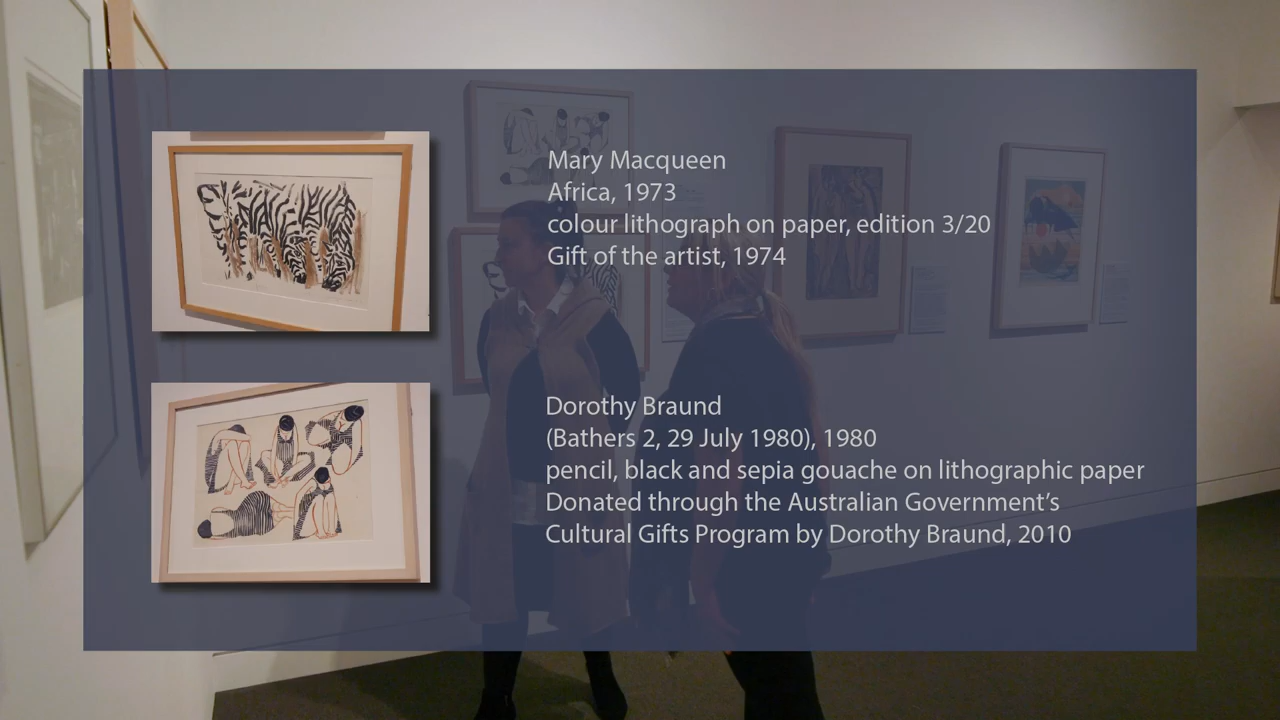 Mary Macqueen
Africa, 1973
colour lithograph on paper, edition 3/20
Gift of the artist, 1974
Dorothy Braund
(Bathers 2, 29 July 1980), 1980
pencil, black and sepia gouache on lithographic paper
Donated through the Australian Government’s
Cultural Gifts Program by Dorothy Braund, 2010